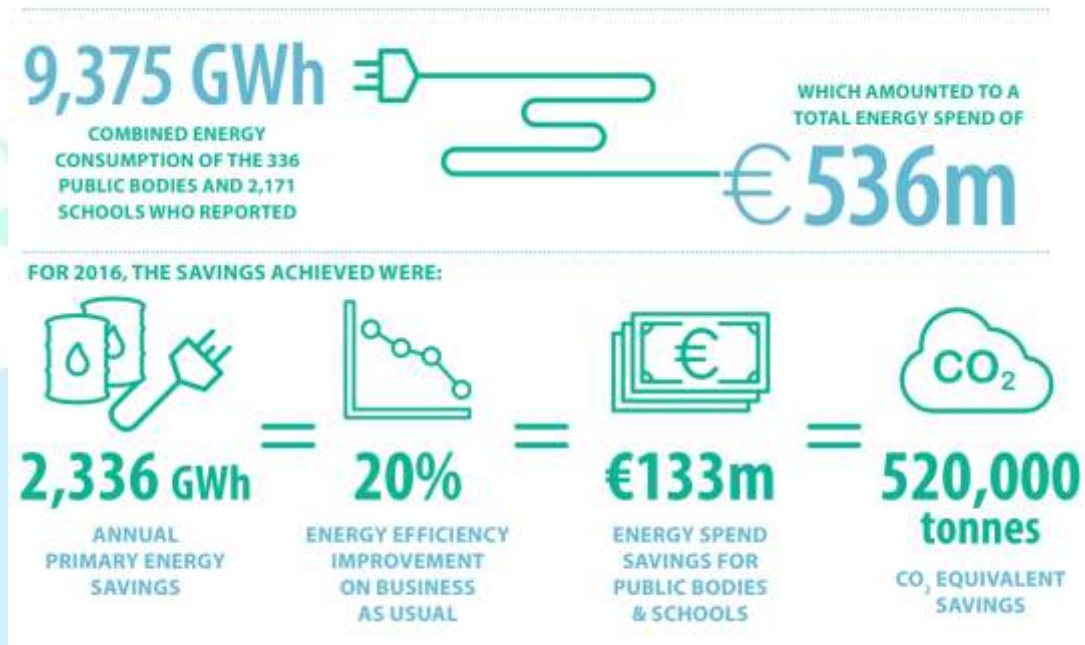 9,375 GWh
COMBINED ENERGY
CONSUMPTION OF THE 336
PUBLIC BODIES AND 2,171
SCHOOLS WHO REPORTED
WHICH AMOUNTED TO A
TOTAL ENERGY SPEND OF
€536m
FOR 2016, THE SAVINGS ACHIEVED WERE:
2,336 GWh
ANNUAL
PRIMARY ENERGY
SAVINGS
=
20%
ENERGY EFFICIENCY
IMPROVEMENT
ON BUSINESS
AS USUAL
=
€
€133m
ENERGY SPEND
SAVINGS FOR
PUBLIC BODIES
& SCHOOLS
=
CO₂
520,000
tonnes
CO₂ EQUIVALENT
SAVINGS